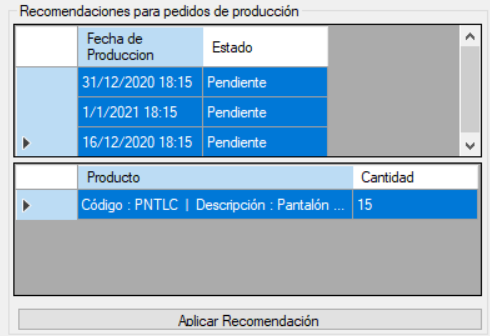 Recomendaciones para pedidos de producción
Fecha de Produccion Estado
31/12/2020 18:15 Pendiente
1/1/2021 18:15 Pendiente
16/12/2020 18:15 Pendiente
Producto Cantidad
Código : PNTLC | Descripción : Pantalón ... 15
Aplicar Recomendación